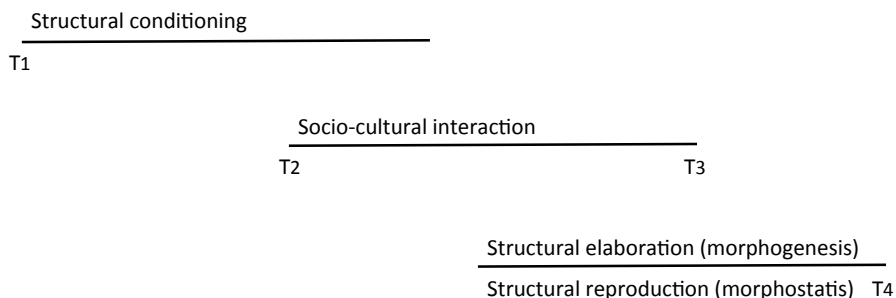 Structural conditioning
T1
Socio-cultural interaction
T2 T3
Structural elaboration (morphogenesis)
Structural reproduction (morphostatis) T4